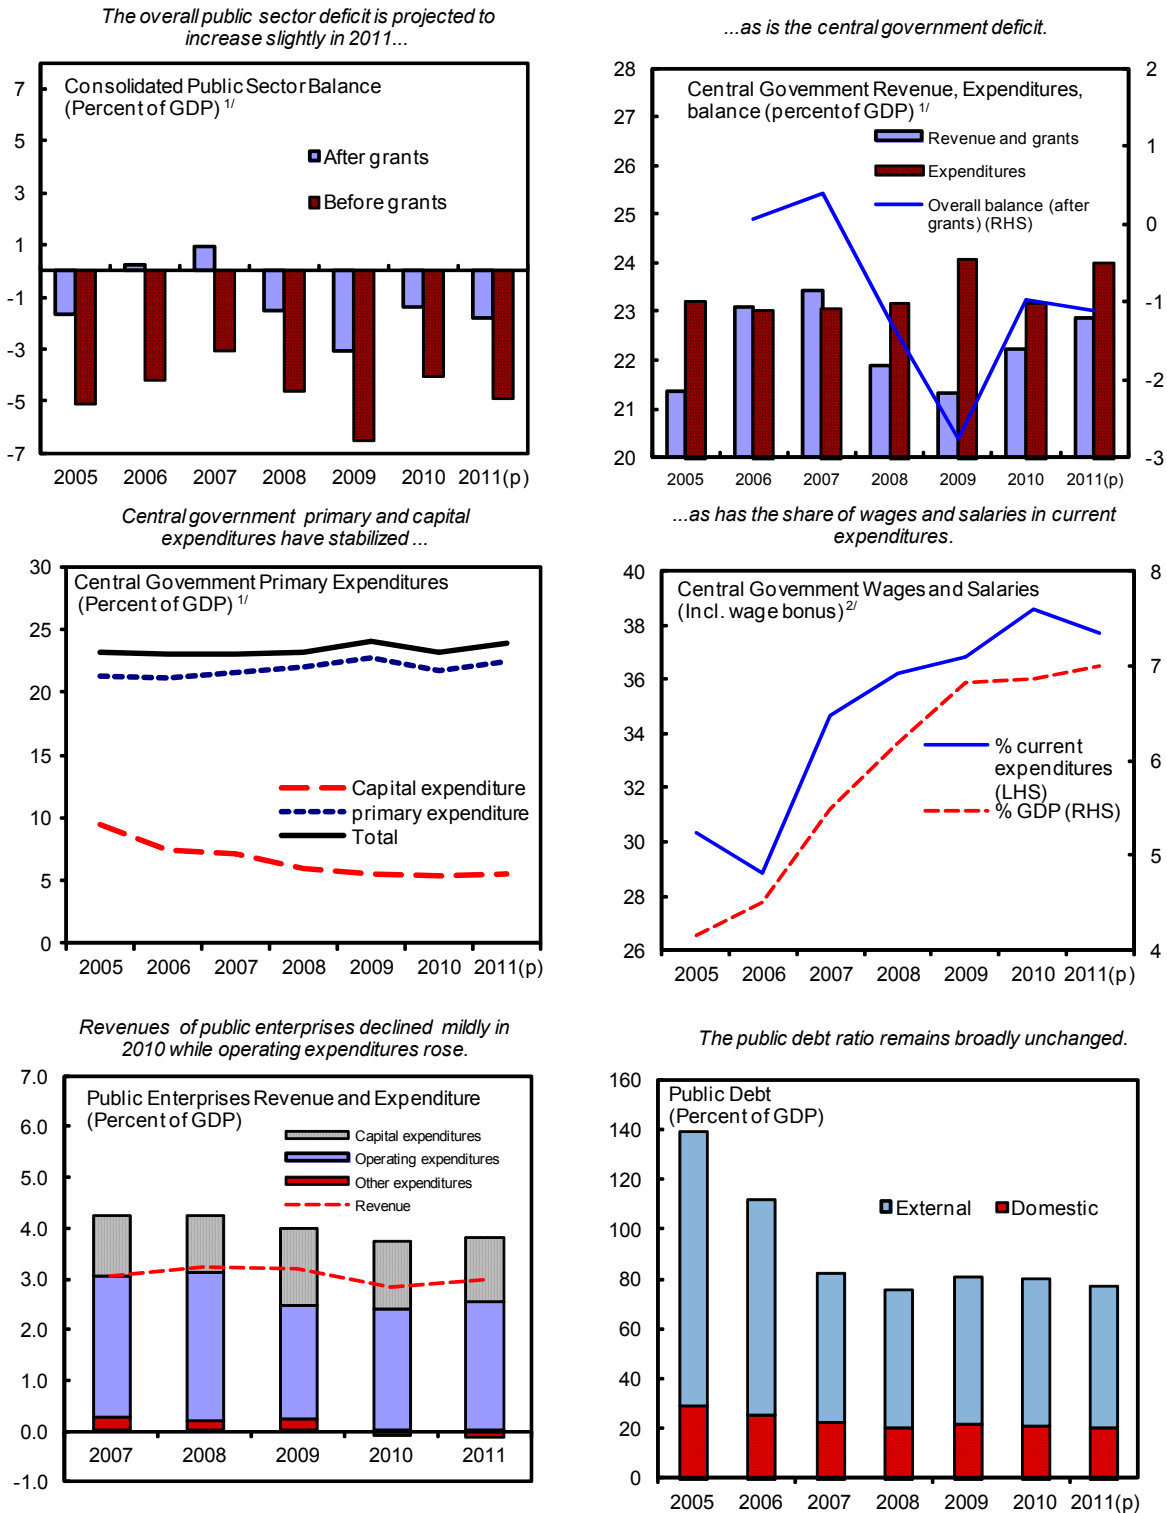 The overall public sector deficit is projected to
increase slightly in 2011...
7
5
3
1
-1
-3
-5
-7
Consolidated Public Sector Balance
(Percent of GDP) 1/
After grants
Before grants
2005 2006 2007 2008 2009 2010 2011(p)
...as is the central government deficit.
28
27
26
25
24
23
22
21
20
Central Government Revenue, Expenditures,
balance (percent of GDP) 1/
Revenue and grants
Expenditures
Overall balance (after
grants) (RHS)
2
1
0
-1
-2
-3
2005 2006 2007 2008 2009 2010 2011(p)
Central government primary and capital
expenditures have stabilized ...
30
25
20
15
10
5
0
Central Government Primary Expenditures
(Percent of GDP) 1/
Capital expenditure
primary expenditure
Total
2005 2006 2007 2008 2009 2010 2011(p)
...as has the share of wages and salaries in current
expenditures.
40
38
36
34
32
30
28
26
Central Government Wages and Salaries
(Incl. wage bonus) 2/
% current
expenditures
(LHS)
% GDP (RHS)
8
7
6
5
4
2005 2006 2007 2008 2009 2010 2011(p)
Revenues of public enterprises declined mildly in
2010 while operating expenditures rose.
7.0
6.0
5.0
4.0
3.0
2.0
1.0
0.0
-1.0
Public Enterprises Revenue and Expenditure
(Percent of GDP)
Capital expenditures
Operating expenditures
Other expenditures
Revenue
2007 2008 2009 2010 2011
The public debt ratio remains broadly unchanged.
160
140
120
100
80
60
40
20
0
Public Debt
(Percent of GDP)
External
Domestic
2005 2006 2007 2008 2009 2010 2011(p)